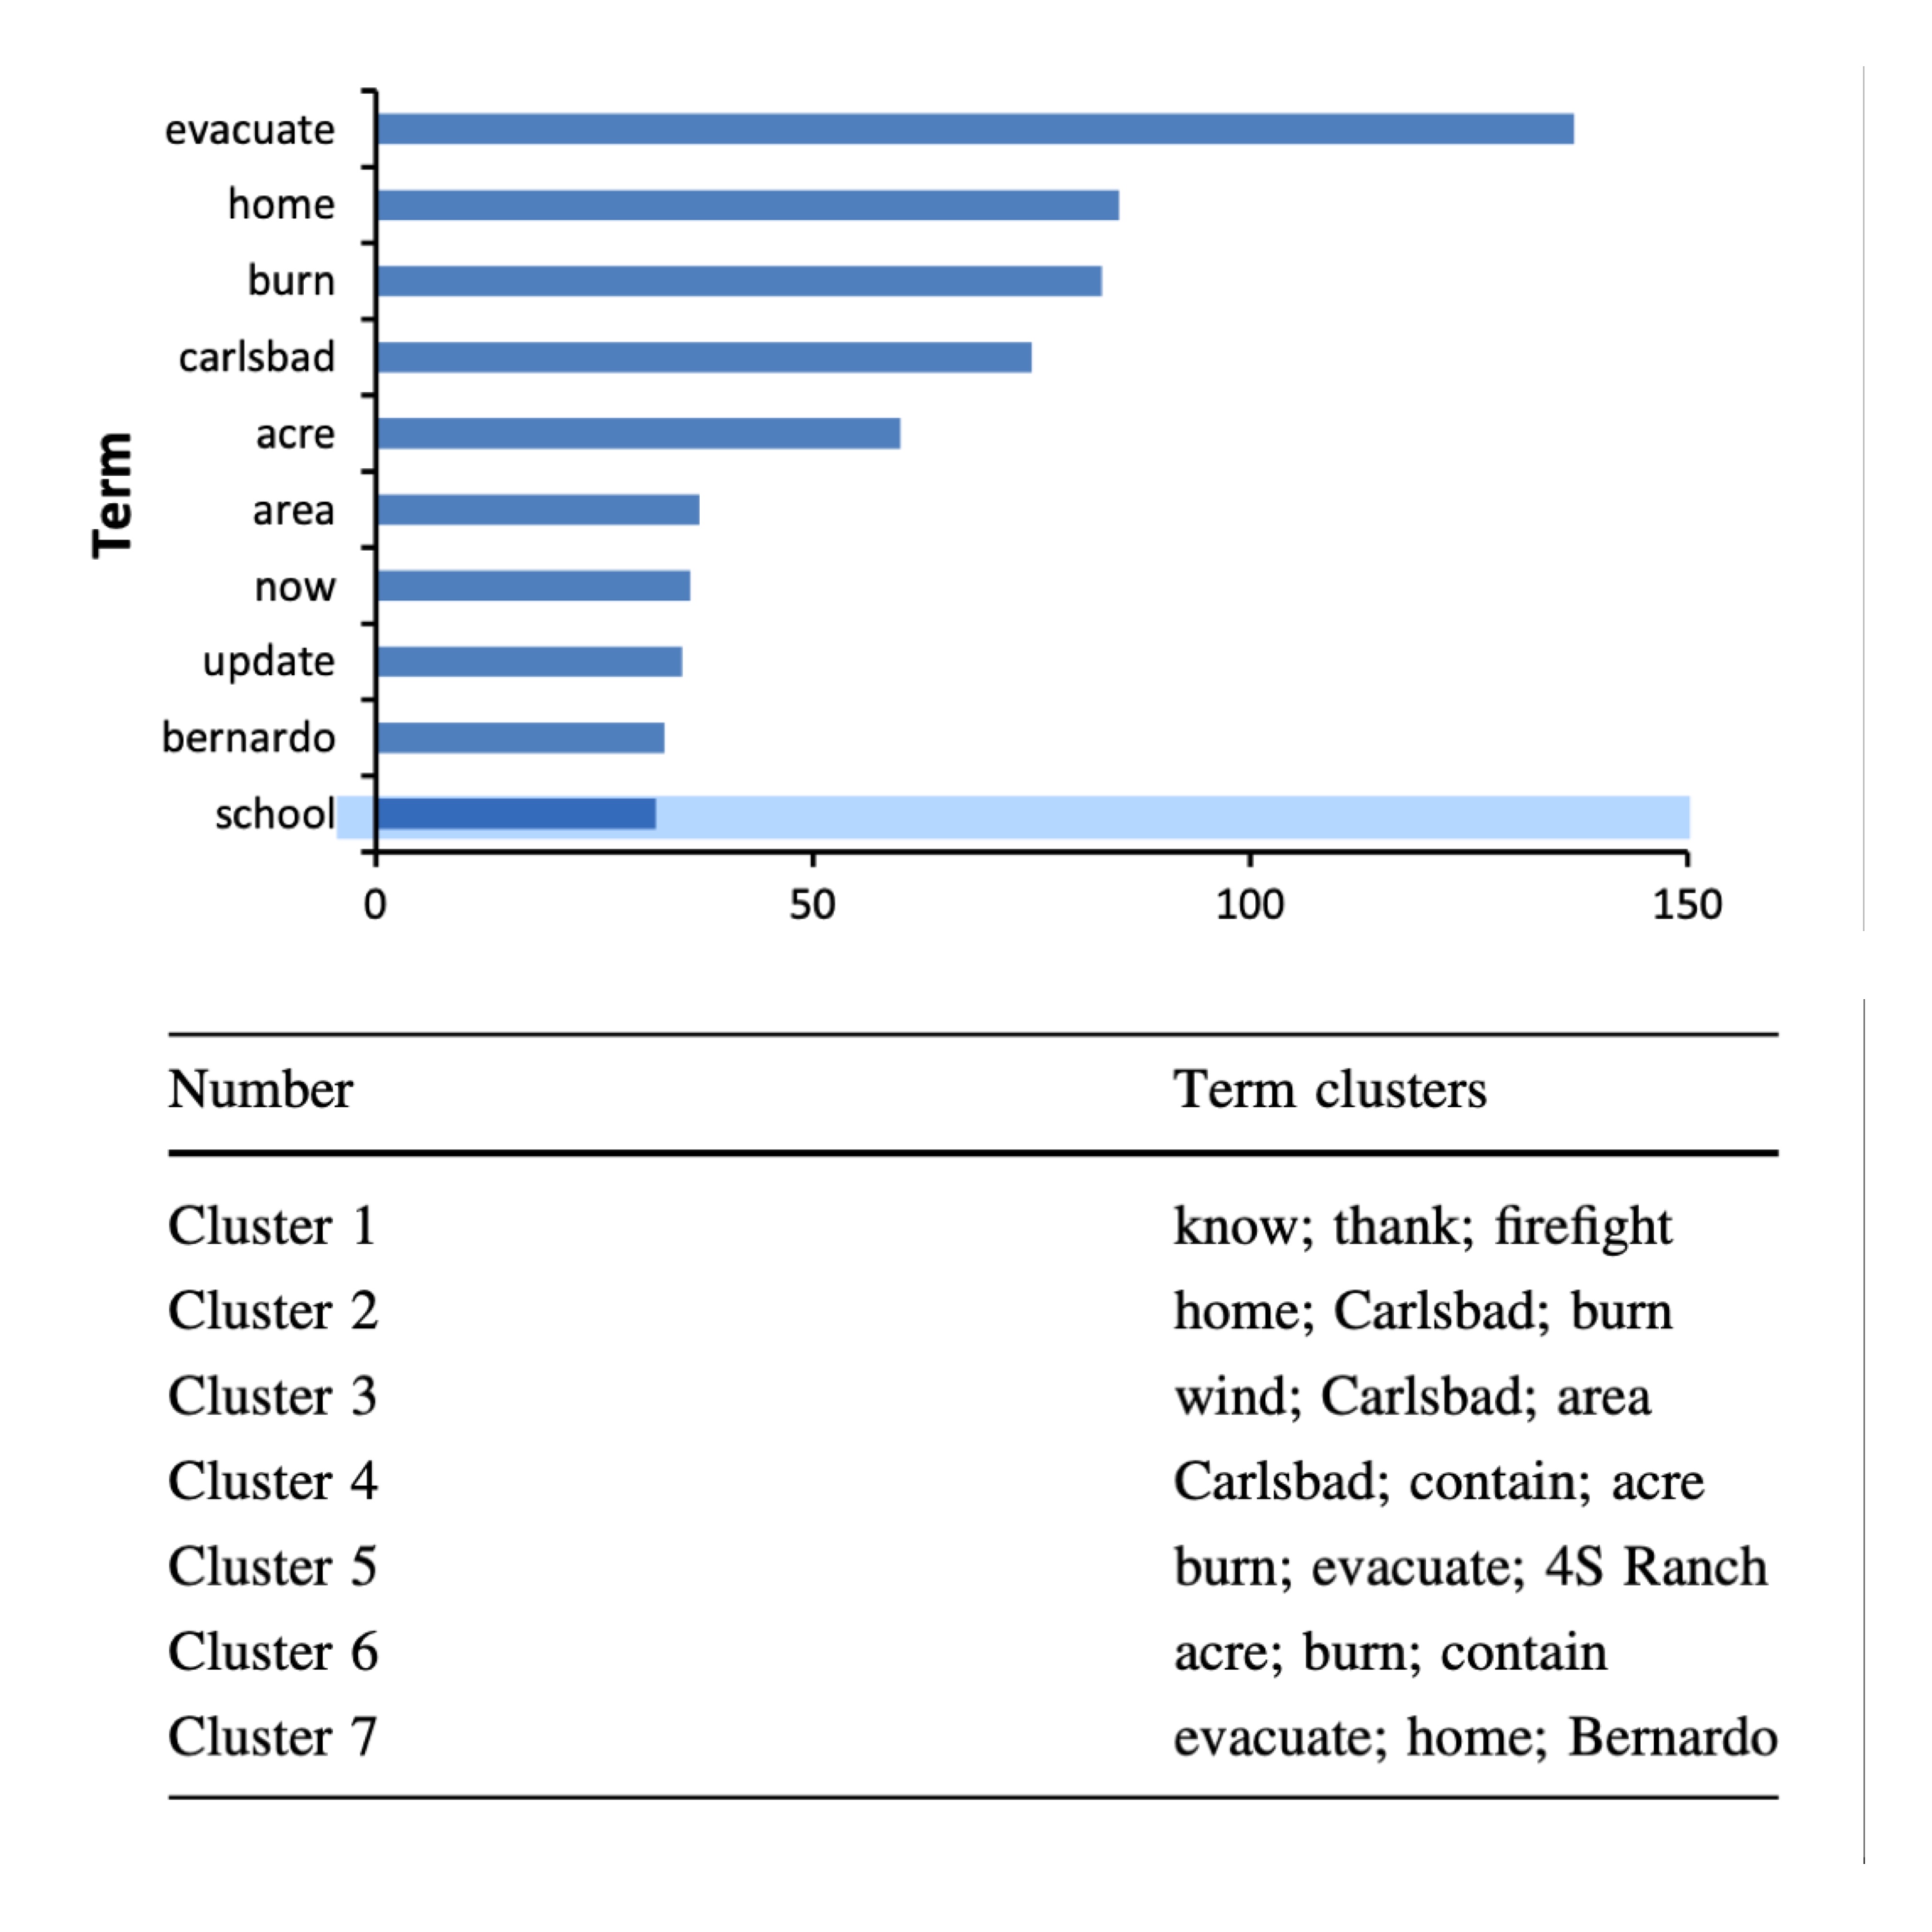 Term
evacuate
home
burn
carlsbad
acre
area
now
update
bernardo
school
0 50 100 150
Number Term clusters
Cluster 1 know; thank; firefight
Cluster 2 home; Carlsbad; burn
Cluster 3 wind; Carlsbad; area
Cluster 4 Carlsbad; contain; acre
Cluster 5 burn; evacuate; 4S Ranch
Cluster 6 acre; burn; contain
Cluster 7 evacuate; home; Bernardo